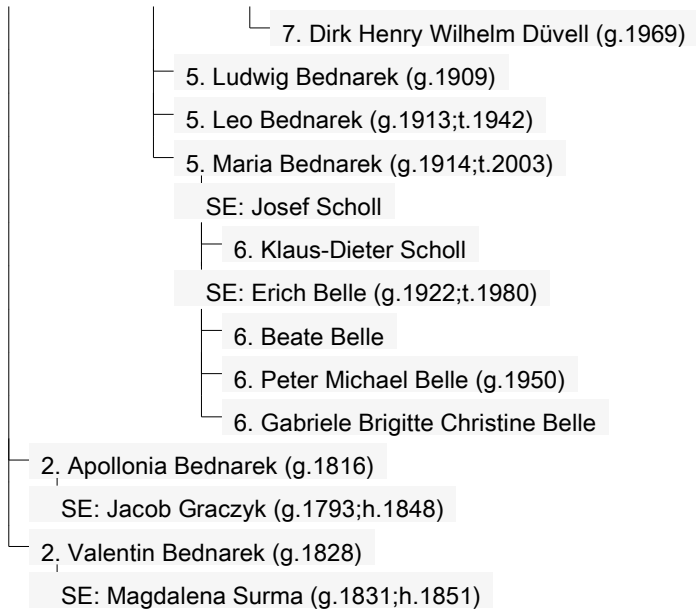 7. Dirk Henry Wilhelm Düvell (g.1969)
5. Ludwig Bednarek (g.1909)
5. Leo Bednarek (g.1913;t.1942)
5. Maria Bednarek (g.1914;t.2003)
SE: Josef Scholl
6. Klaus-Dieter Scholl
SE: Erich Belle (g.1922;t.1980)
6. Beate Belle
6. Peter Michael Belle (g.1950)
6. Gabriele Brigitte Christine Belle
2. Apollonia Bednarek (g.1816)
SE: Jacob Graczyk (g.1793;h.1848)
2. Valentin Bednarek (g.1828)
SE: Magdalena Surma (g.1831;h.1851)